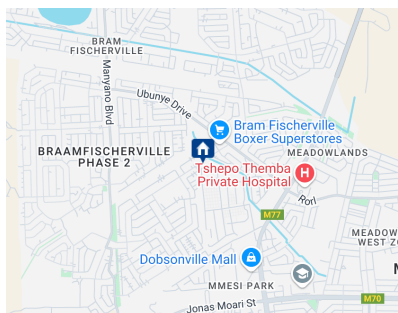 BRAM
FISCHERVILLE
Manyano Blvd
Ubunye Drive
Bram Fischerville
Boxer Superstores
BRAAMFISCHERVILLE
PHASE 2
MEADOWLANDS
Tshepo Themba
Private Hospital
H
Rorl
M77
MEADOW
WEST ZO
Dobsonville Mall
MMESI PARK
M
M70
Jonas Moari St